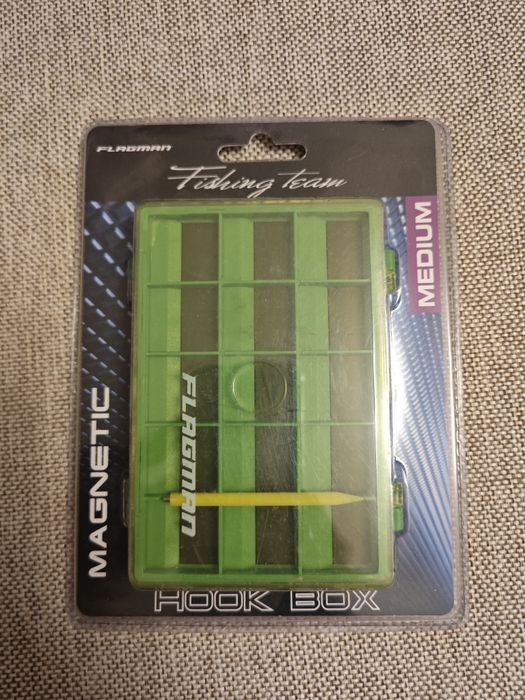 FLAGMAN
Fishing team
MEDIUM
MAGNETIC
FLAGMAN
HOOK BOX